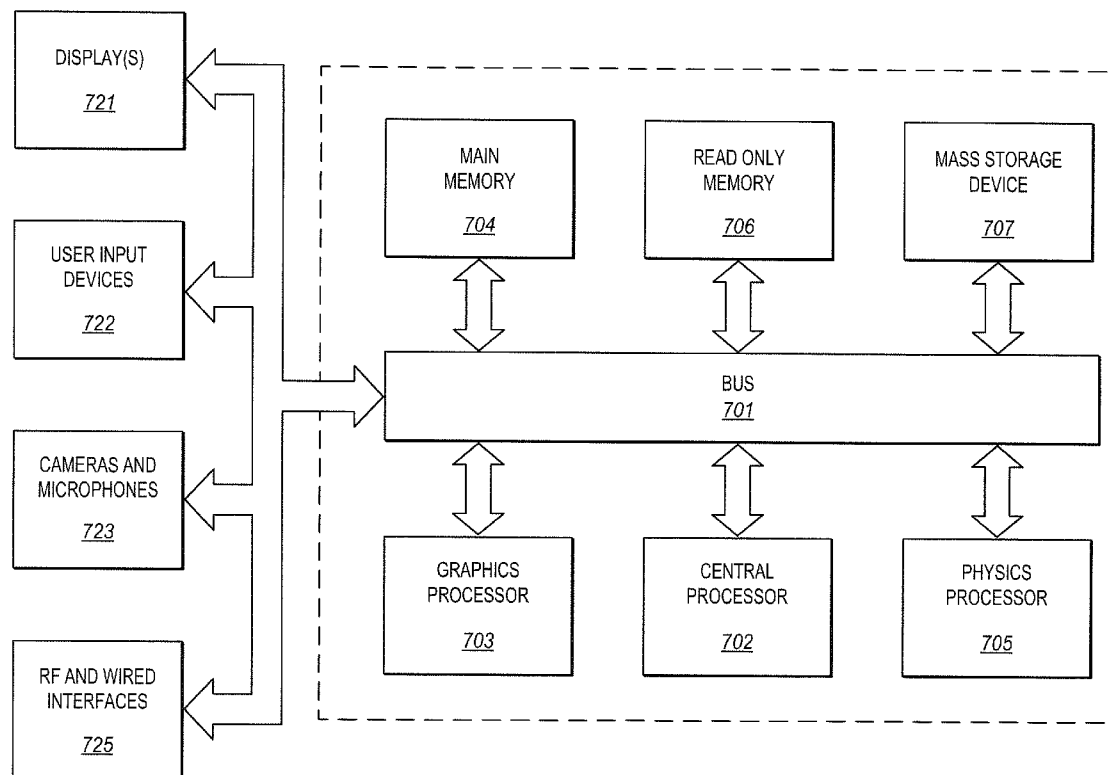 DISPLAY(S)
721
USER INPUT
DEVICES
722
CAMERAS AND
MICROPHONES
723
RF AND WIRED
INTERFACES
725
MAIN
MEMORY
704
READ ONLY
MEMORY
706
MASS STORAGE
DEVICE
707
BUS
701
GRAPHICS
PROCESSOR
703
CENTRAL
PROCESSOR
702
PHYSICS
PROCESSOR
705